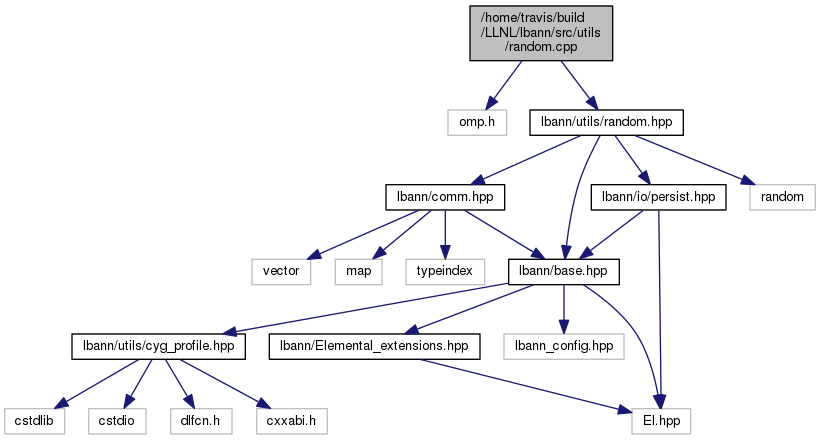 /home/travis/build
/LLNL/lbann/src/utils
/random.cpp
omp.h
lbann/utils/random.hpp
lbann/comm.hpp
lbann/io/persist.hpp
random
vector
map
typeindex
lbann/base.hpp
lbann/utils/cyg_profile.hpp
lbann/Elemental_extensions.hpp
lbann_config.hpp
cstdlib
cstdio
dlfcn.h
cxxabi.h
El.hpp